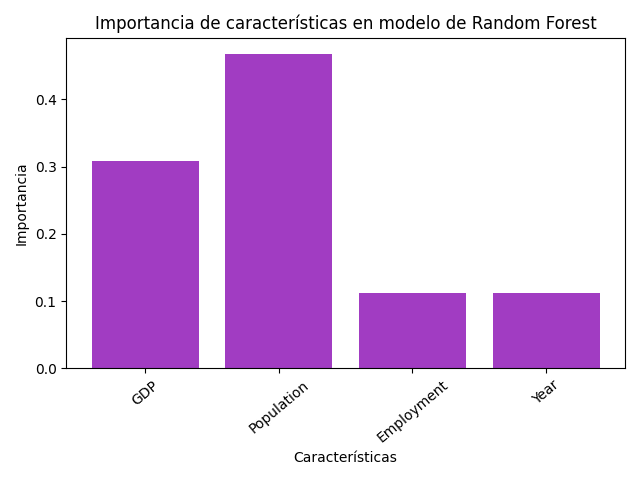 Importancia de características en modelo de Random Forest
Importancia
0.4
0.3
0.2
0.1
0.0
GDP
Population
Employment
Year
Características